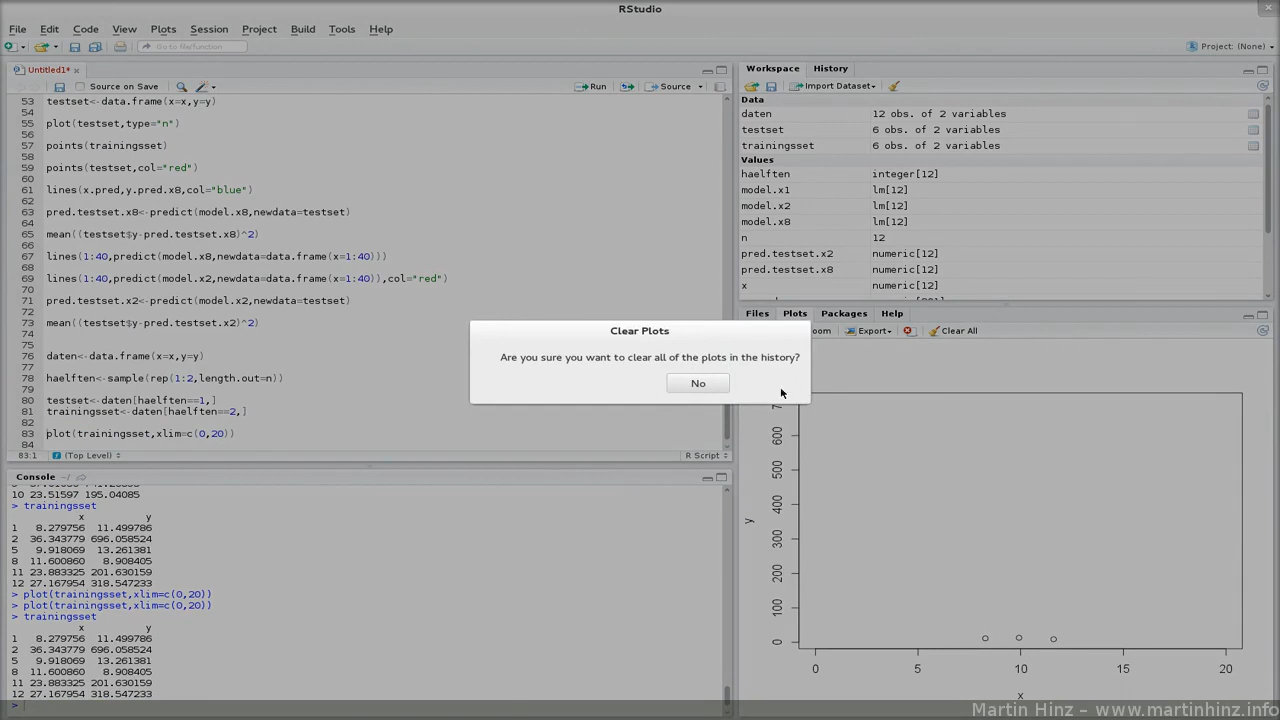 RStudio
File Edit Code View Plots Session Project Build Tools Help
Go to file/function
Project: (None)
Untitled1*
Source on Save
Run
Source
53 testset<-data.frame(x=x,y=y)
54
55 plot(testset,type="n")
56
57 points(trainingsset)
58
59 points(testset,col="red")
60
61 lines(x.pred,y.pred.x8,col="blue")
62
63 pred.testset.x8<-predict(model.x8,newdata=testset)
64
65 mean((testset$y-pred.testset.x8)^2)
66
67 lines(1:40,predict(model.x8,newdata=data.frame(x=1:40)))
68
69 lines(1:40,predict(model.x2,newdata=data.frame(x=1:40)),col="red")
70
71 pred.testset.x2<-predict(model.x2,newdata=testset)
72
73 mean((testset$y-pred.testset.x2)^2)
74
75
76 daten<-data.frame(x=x,y=y)
77
78 haelften<-sample(rep(1:2,length.out=n))
79
80 testset<-daten[haelften==1,]
81 trainingsset<-daten[haelften==2,]
82
83 plot(trainingsset,xlim=c(0,20))
84
83:1 (Top Level) R Script
Console ~/
10 23.51597 195.04085
> trainingsset
x y
1 8.279756 11.499786
2 36.343779 696.058524
5 9.918069 13.261381
8 11.600860 8.908405
11 23.883325 201.630159
12 27.167954 318.547233
> plot(trainingsset,xlim=c(0,20))
> plot(trainingsset,xlim=c(0,20))
> trainingsset
x y
1 8.279756 11.499786
2 36.343779 696.058524
5 9.918069 13.261381
8 11.600860 8.908405
11 23.883325 201.630159
12 27.167954 318.547233
>
Workspace History
Import Dataset
Data
daten 12 obs. of 2 variables
testset 6 obs. of 2 variables
trainingsset 6 obs. of 2 variables
Values
haelften integer[12]
model.x1 lm[12]
model.x2 lm[12]
model.x8 lm[12]
n 12
pred.testset.x2 numeric[12]
pred.testset.x8 numeric[12]
x numeric[12]
Files Plots Packages Help
oom Export Clear All
Clear Plots
Are you sure you want to clear all of the plots in the history?
No
7
600
500
400
300
200
100
0
y
0 5 10 15 20
x
Martin Hinz - www.martinhinz.info